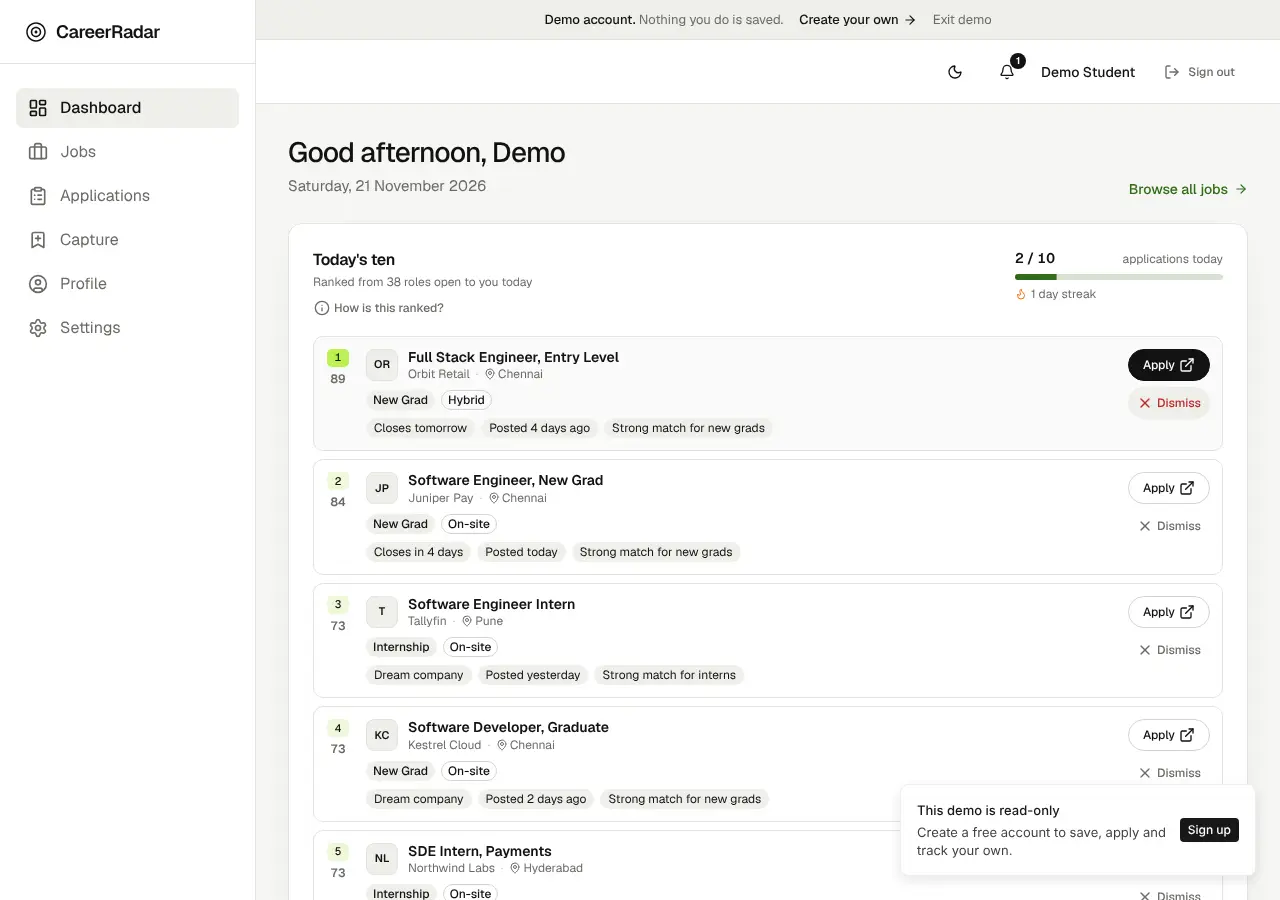 CareerRadar
Demo account. Nothing you do is saved. Create your own → Exit demo
1
Demo Student
Sign out
Dashboard
Jobs
Applications
Capture
Profile
Settings
Good afternoon, Demo
Saturday, 21 November 2026
Browse all jobs →
Today's ten
Ranked from 38 roles open to you today
How is this ranked?
2 / 10 applications today
1 day streak
1
89
OR
Full Stack Engineer, Entry Level
Orbit Retail · Chennai
New Grad Hybrid
Closes tomorrow Posted 4 days ago Strong match for new grads
Apply
Dismiss
2
84
JP
Software Engineer, New Grad
Juniper Pay · Chennai
New Grad On-site
Closes in 4 days Posted today Strong match for new grads
Apply
Dismiss
3
73
T
Software Engineer Intern
Tallyfin · Pune
Internship On-site
Dream company Posted yesterday Strong match for interns
Apply
Dismiss
4
73
KC
Software Developer, Graduate
Kestrel Cloud · Chennai
New Grad On-site
Dream company Posted 2 days ago Strong match for new grads
Apply
Dismiss
5
73
NL
SDE Intern, Payments
Northwind Labs · Hyderabad
Internship On-site
Dismiss
This demo is read-only
Create a free account to save, apply and
track your own.
Sign up